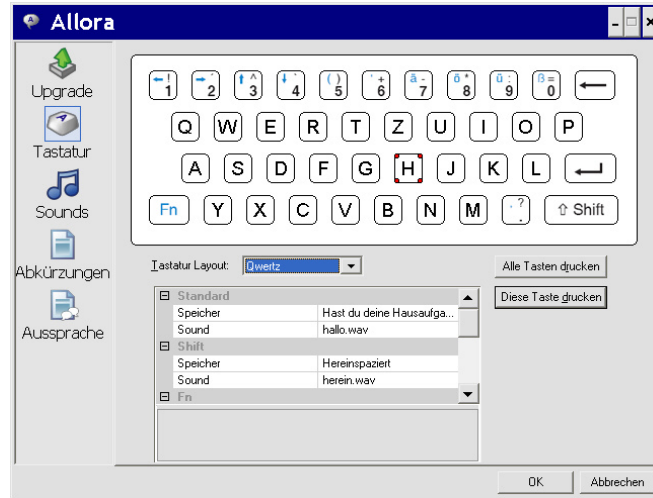 Allora
Upgrade
Tastatur
Sounds
Abkürzungen
Aussprache
! 1 2 ^ 3 4 ( ) 5 + 6 ä - 7 ö * 8 ü : 9 ß = 0
Q W E R T Z U I O P
A S D F G H J K L
Fn Y X C V B N M . ? Shift
Tastatur Layout: Qwertz
Alle Tasten drucken
Diese Taste drucken
Standard
Speicher Hast du deine Hausaufga...
Sound hallo.wav
Shift
Speicher Hereinspaziert
Sound herein.wav
Fn
OK Abbrechen